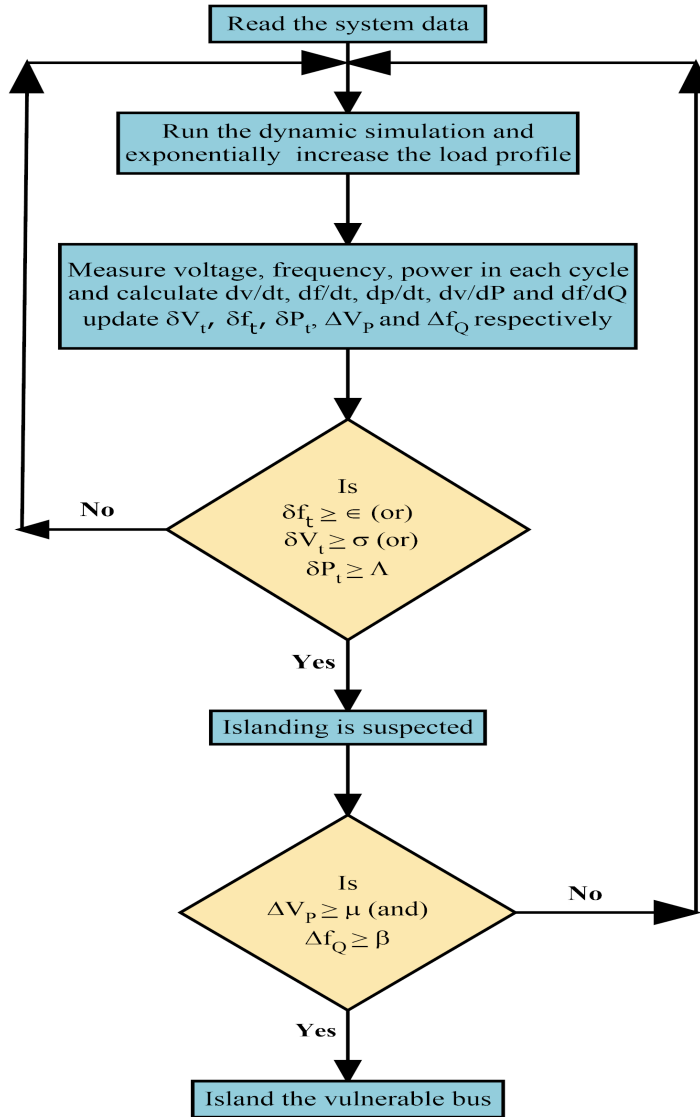 Read the system data
Run the dynamic simulation and
exponentially increase the load profile
Measure voltage, frequency, power in each cycle
and calculate dv/dt, df/dt, dp/dt, dv/dP and df/dQ
update δVt, δft, δPt, ΔVP and ΔfQ respectively
Is
δft ≥ ∈ (or)
δVt ≥ σ (or)
δPt ≥ Λ
No
Yes
Islanding is suspected
Is
ΔVP ≥ μ (and)
ΔfQ ≥ β
No
Yes
Island the vulnerable bus